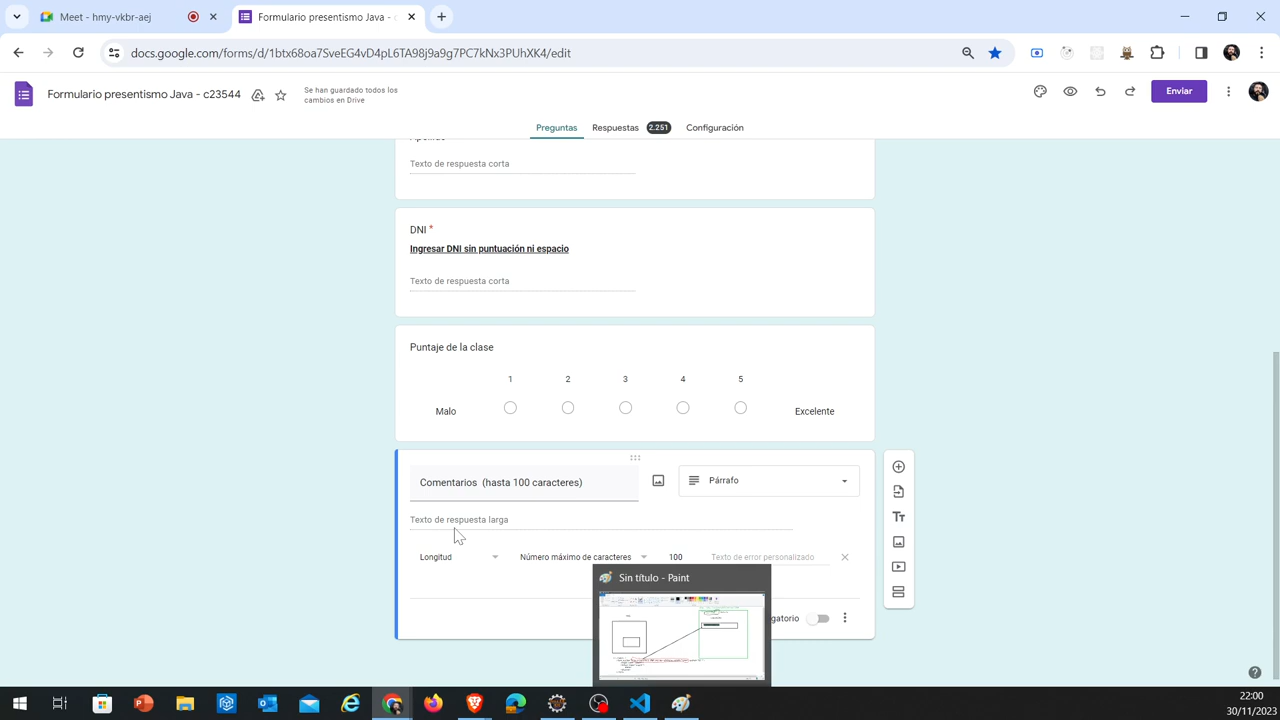 Meet - hmy-vkbr-aej
Formulario presentismo Java - c
docs.google.com/forms/d/1btx68oa7SveEG4vD4pL6TA98j9a9g7PC7kNx3PUhXK4/edit
Formulario presentismo Java - c23544
Se han guardado todos los
cambios en Drive
Enviar
Preguntas
Respuestas
2.251
Configuración
Texto de respuesta corta
DNI *
Ingresar DNI sin puntuación ni espacio
Texto de respuesta corta
Puntaje de la clase
1 2 3 4 5
Malo
Excelente
Comentarios (hasta 100 caracteres)
Párrafo
Texto de respuesta larga
Longitud
Número máximo de caracteres
100
Texto de error personalizado
Sin título - Paint
gatorio
22:00
30/11/2023